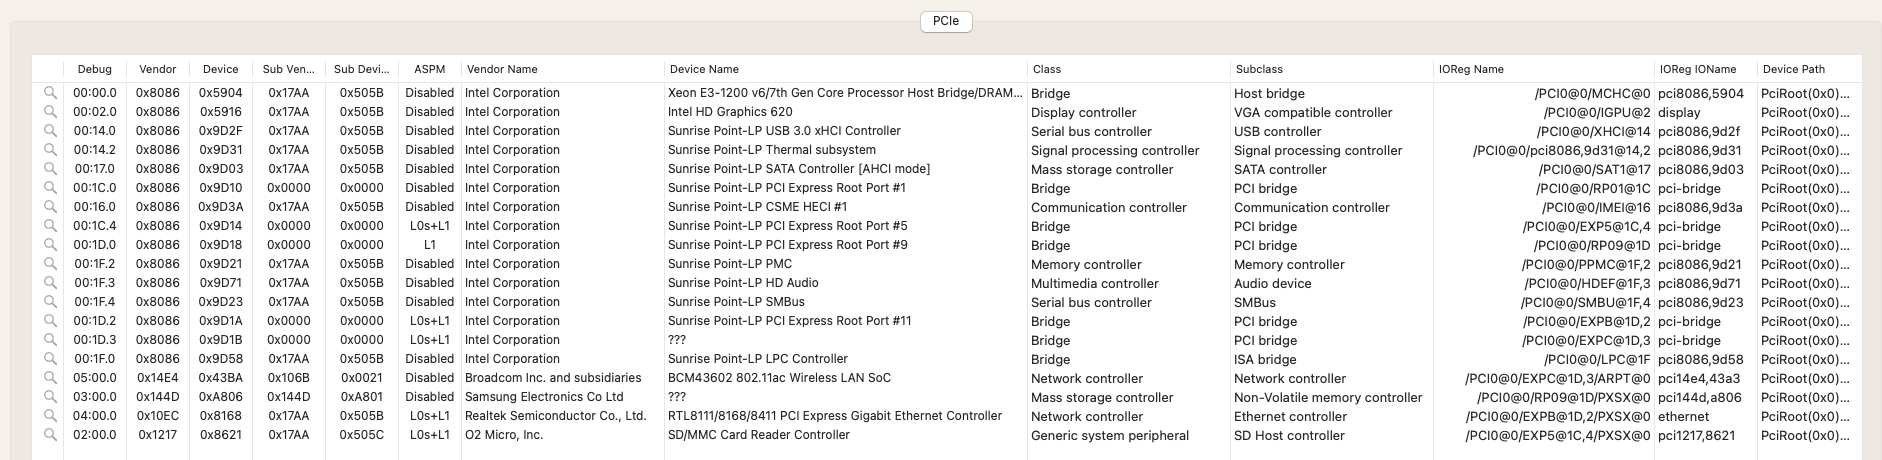 PCIe
Debug Vendor Device Sub Ven... Sub Devi... ASPM Vendor Name Device Name Class Subclass IOReg Name IOReg IOName Device Path
00:00.0 0x8086 0x5904 0x17AA 0x505B Disabled Intel Corporation Xeon E3-1200 v6/7th Gen Core Processor Host Bridge/DRAM... Bridge Host bridge /PCI0@0/MCHC@0 pci8086,5904 PciRoot(0x0)...
00:02.0 0x8086 0x5916 0x17AA 0x505B Disabled Intel Corporation Intel HD Graphics 620 Display controller VGA compatible controller /PCI0@0/IGPU@2 display PciRoot(0x0)...
00:14.0 0x8086 0x9D2F 0x17AA 0x505B Disabled Intel Corporation Sunrise Point-LP USB 3.0 xHCI Controller Serial bus controller USB controller /PCI0@0/XHCI@14 pci8086,9d2f PciRoot(0x0)...
00:14.2 0x8086 0x9D31 0x17AA 0x505B Disabled Intel Corporation Sunrise Point-LP Thermal subsystem Signal processing controller Signal processing controller /PCI0@0/pci8086,9d31@14,2 pci8086,9d31 PciRoot(0x0)...
00:17.0 0x8086 0x9D03 0x17AA 0x505B Disabled Intel Corporation Sunrise Point-LP SATA Controller [AHCI mode] Mass storage controller SATA controller /PCI0@0/SAT1@17 pci8086,9d03 PciRoot(0x0)...
00:1C.0 0x8086 0x9D10 0x0000 0x0000 Disabled Intel Corporation Sunrise Point-LP PCI Express Root Port #1 Bridge PCI bridge /PCI0@0/RP01@1C pci-bridge PciRoot(0x0)...
00:16.0 0x8086 0x9D3A 0x17AA 0x505B Disabled Intel Corporation Sunrise Point-LP CSME HECI #1 Communication controller Communication controller /PCI0@0/IMEI@16 pci8086,9d3a PciRoot(0x0)...
00:1C.4 0x8086 0x9D14 0x0000 0x0000 L0s+L1 Intel Corporation Sunrise Point-LP PCI Express Root Port #5 Bridge PCI bridge /PCI0@0/EXP5@1C,4 pci-bridge PciRoot(0x0)...
00:1D.0 0x8086 0x9D18 0x0000 0x0000 L1 Intel Corporation Sunrise Point-LP PCI Express Root Port #9 Bridge PCI bridge /PCI0@0/RP09@1D pci-bridge PciRoot(0x0)...
00:1F.2 0x8086 0x9D21 0x17AA 0x505B Disabled Intel Corporation Sunrise Point-LP PMC Memory controller Memory controller /PCI0@0/PPMC@1F,2 pci8086,9d21 PciRoot(0x0)...
00:1F.3 0x8086 0x9D71 0x17AA 0x505B Disabled Intel Corporation Sunrise Point-LP HD Audio Multimedia controller Audio device /PCI0@0/HDEF@1F,3 pci8086,9d71 PciRoot(0x0)...
00:1F.4 0x8086 0x9D23 0x17AA 0x505B Disabled Intel Corporation Sunrise Point-LP SMBus Serial bus controller SMBus /PCI0@0/SMBU@1F,4 pci8086,9d23 PciRoot(0x0)...
00:1D.2 0x8086 0x9D1A 0x0000 0x0000 L0s+L1 Intel Corporation Sunrise Point-LP PCI Express Root Port #11 Bridge PCI bridge /PCI0@0/EXPB@1D,2 pci-bridge PciRoot(0x0)...
00:1D.3 0x8086 0x9D1B 0x0000 0x0000 L0s+L1 Intel Corporation ??? Bridge PCI bridge /PCI0@0/EXPC@1D,3 pci-bridge PciRoot(0x0)...
00:1F.0 0x8086 0x9D58 0x17AA 0x505B Disabled Intel Corporation Sunrise Point-LP LPC Controller Bridge ISA bridge /PCI0@0/LPC@1F pci8086,9d58 PciRoot(0x0)...
05:00.0 0x14E4 0x43BA 0x106B 0x0021 Disabled Broadcom Inc. and subsidiaries BCM43602 802.11ac Wireless LAN SoC Network controller Network controller /PCI0@0/EXPC@1D,3/ARPT@0 pci14e4,43a3 PciRoot(0x0)...
03:00.0 0x144D 0xA806 0x144D 0xA801 Disabled Samsung Electronics Co Ltd ??? Mass storage controller Non-Volatile memory controller /PCI0@0/RP09@1D/PXSX@0 pci144d,a806 PciRoot(0x0)...
04:00.0 0x10EC 0x8168 0x17AA 0x505B L0s+L1 Realtek Semiconductor Co., Ltd. RTL8111/8168/8411 PCI Express Gigabit Ethernet Controller Network controller Ethernet controller /PCI0@0/EXPB@1D,2/PXSX@0 ethernet PciRoot(0x0)...
02:00.0 0x1217 0x8621 0x17AA 0x505C L0s+L1 O2 Micro, Inc. SD/MMC Card Reader Controller Generic system peripheral SD Host controller /PCI0@0/EXP5@1C,4/PXSX@0 pci1217,8621 PciRoot(0x0)...